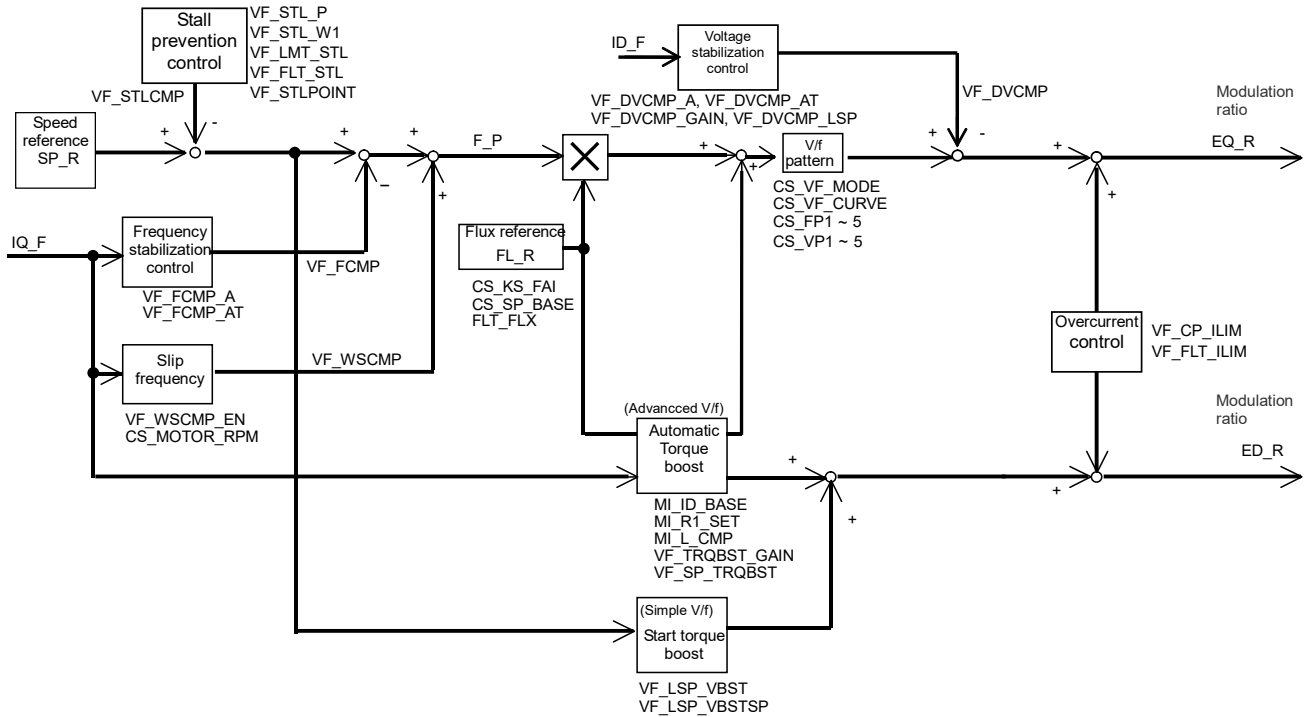 Stall
prevention
control
VF_STL_P
VF_STL_W1
VF_LMT_STL
VF_FLT_STL
VF_STLPOINT
VF_STLCMP
-
+
Speed
reference
SP_R
ID_F
Voltage
stabilization
control
VF_DVCMP_A, VF_DVCMP_AT
VF_DVCMP_GAIN, VF_DVCMP_LSP
VF_DVCMP
Modulation
ratio
EQ_R
+
+
F_P
+
+
V/f
pattern
+
-
+
–
+
+
CS_VF_MODE
CS_VF_CURVE
CS_FP1 ~ 5
CS_VP1 ~ 5
IQ_F
Frequency
stabilization
control
VF_FCMP
VF_FCMP_A
VF_FCMP_AT
Flux reference
FL_R
CS_KS_FAI
CS_SP_BASE
FLT_FLX
Overcurrent
control
VF_CP_ILIM
VF_FLT_ILIM
Slip
frequency
VF_WSCMP
VF_WSCMP_EN
CS_MOTOR_RPM
(Advancced V/f)
Automatic
Torque
boost
MI_ID_BASE
MI_R1_SET
MI_L_CMP
VF_TRQBST_GAIN
VF_SP_TRQBST
+
+
+
Modulation
ratio
ED_R
(Simple V/f)
Start torque
boost
VF_LSP_VBST
VF_LSP_VBSTSP